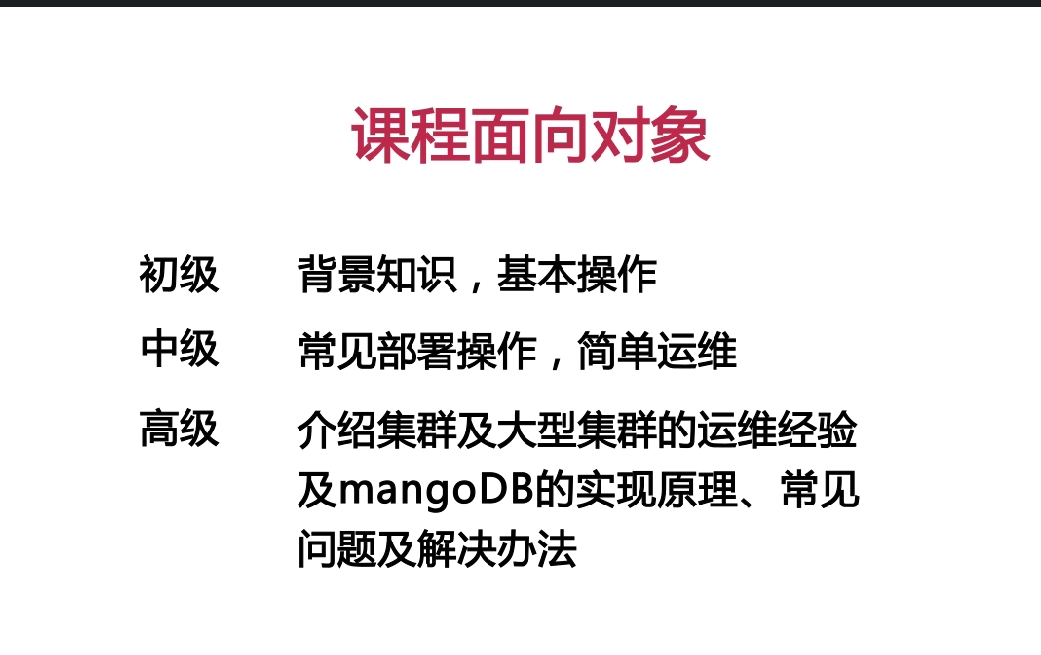 课程面向对象
初级 背景知识，基本操作
中级 常见部署操作，简单运维
高级 介绍集群及大型集群的运维经验
及mangoDB的实现原理、常见
问题及解决办法